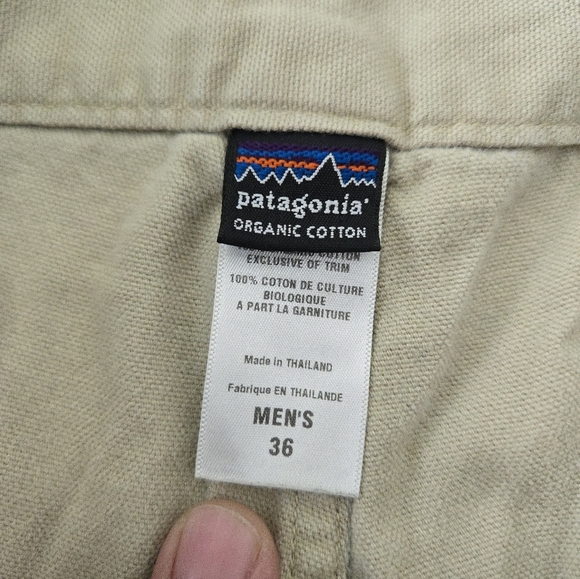 patagonia®
ORGANIC COTTON
COTTON
EXCLUSIVE OF TRIM
100% COTON DE CULTURE
BIOLOGIQUE
A PART LA GARNITURE
Made in THAILAND
Fabrique EN THAILANDE
MEN'S
36